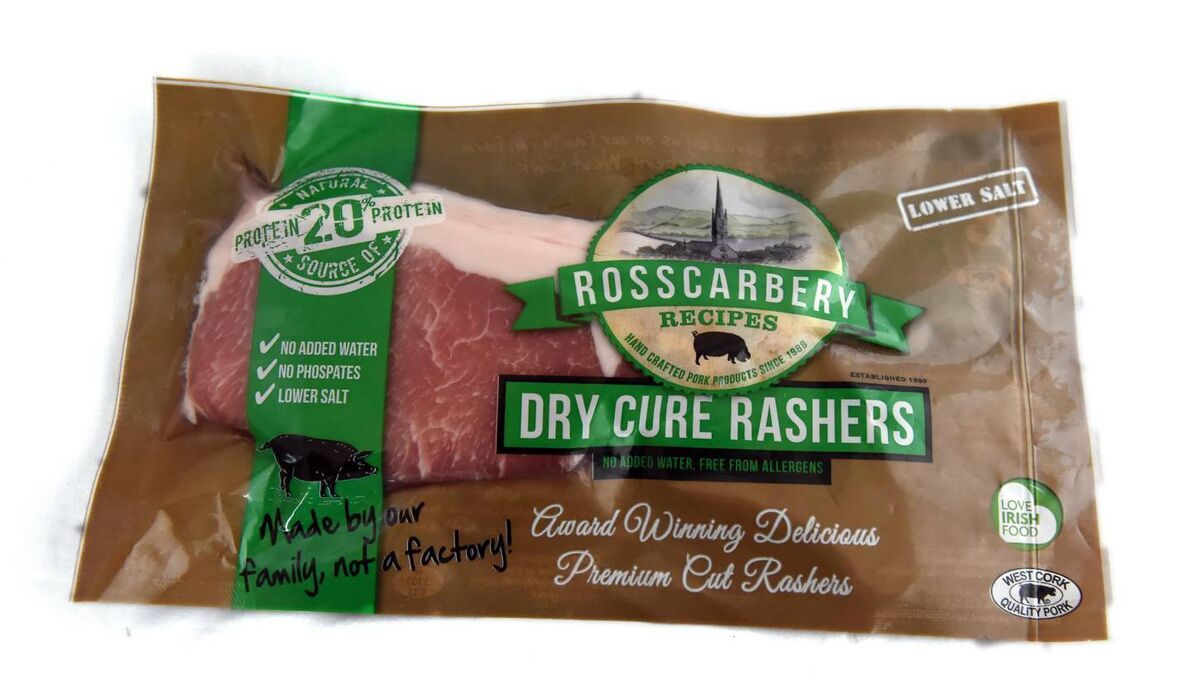 NATURAL
PROTEIN 20% PROTEIN
SOURCE OF
NO ADDED WATER
NO PHOSPATES
LOWER SALT
Made by our
family, not a factory!
ROSSCARBERY
RECIPES
HAND CRAFTED PORK PRODUCTS SINCE 1989
ESTABLISHED 1989
DRY CURE RASHERS
NO ADDED WATER, FREE FROM ALLERGENS
Award Winning Delicious
Premium Cut Rashers
LOWER SALT
LOVE
IRISH
FOOD
WEST CORK
QUALITY PORK